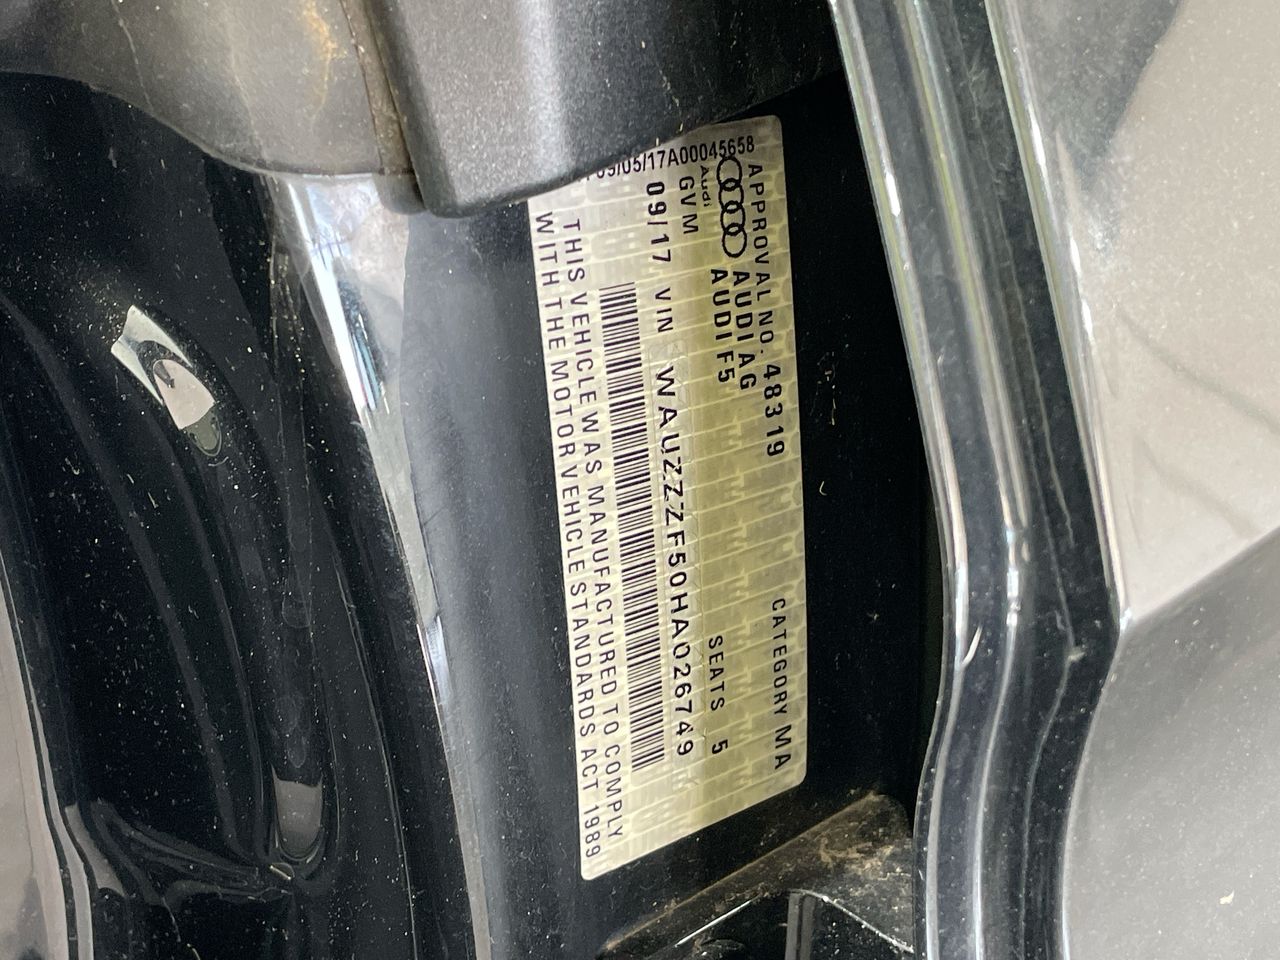 APPROVAL NO. 48319 CATEGORY MA
Audi AUDI AG
GVM AUDI F5 SEATS 5
09/17 VIN WAUZZZF50HA026749
/05/17A00045658
THIS VEHICLE WAS MANUFACTURED TO COMPLY
WITH THE MOTOR VEHICLE STANDARDS ACT 1989